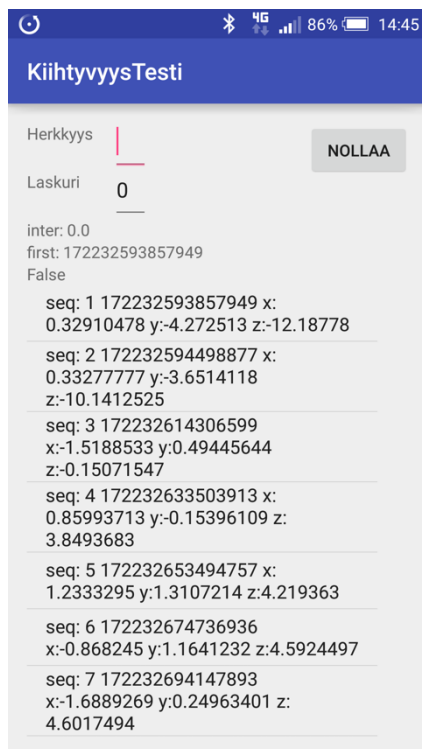 4G 86% 14:45
KiihtyvyysTesti
Herkkyys
NOLLAA
Laskuri 0
inter: 0.0
first: 172232593857949
False
seq: 1 172232593857949 x:
0.32910478 y:-4.272513 z:-12.18778
seq: 2 172232594498877 x:
0.33277777 y:-3.6514118
z:-10.1412525
seq: 3 172232614306599
x:-1.5188533 y:0.49445644
z:-0.15071547
seq: 4 172232633503913 x:
0.85993713 y:-0.15396109 z:
3.8493683
seq: 5 172232653494757 x:
1.2333295 y:1.3107214 z:4.219363
seq: 6 172232674736936
x:-0.868245 y:1.1641232 z:4.5924497
seq: 7 172232694147893
x:-1.6889269 y:0.24963401 z:
4.6017494